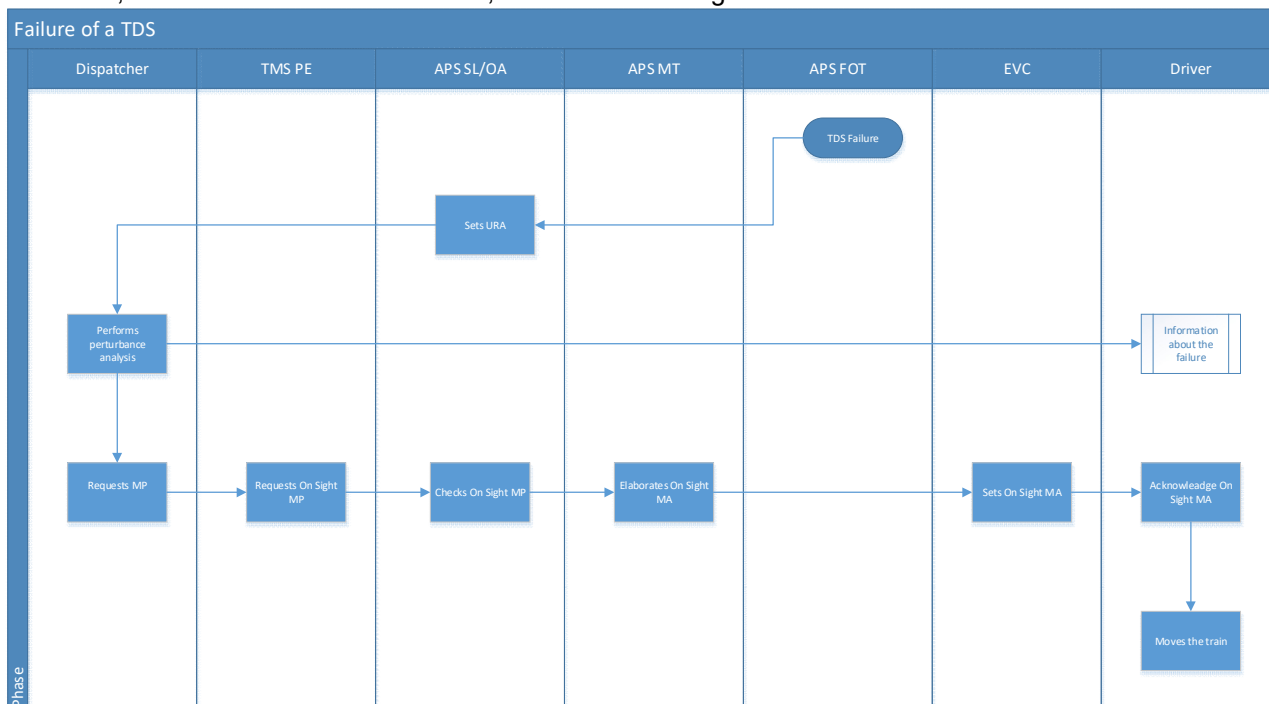 Failure of a TDS
Dispatcher
TMS PE
APS SL/OA
APS MT
APS FOT
EVC
Driver
TDS Failure
Sets URA
Performs
perturbance
analysis
Information
about the
failure
Requests MP
Requests On Sight
MP
Checks On Sight MP
Elaborates On Sight
MA
Sets On Sight MA
Acknowleadge On
Sight MA
Moves the train
Phase